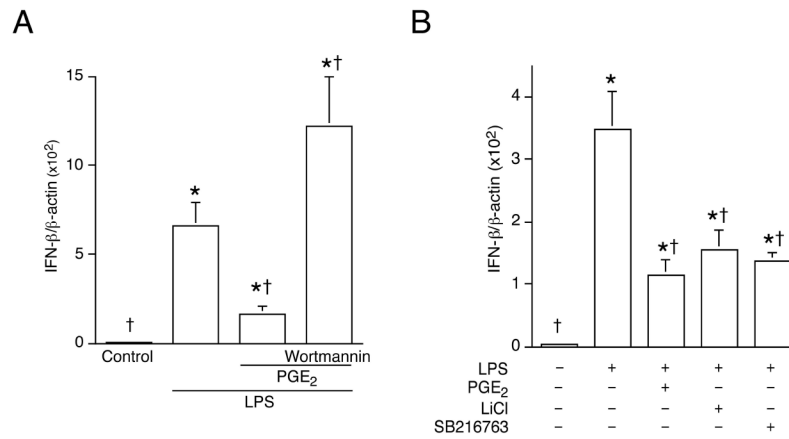 A
IFN-β/β-actin (x10²)
15
10
5
0
†
*
*†
*†
Control
Wortmannin
PGE₂
LPS
B
IFN-β/β-actin (x10²)
4
3
2
1
0
†
*
*†
*†
*†
LPS – + + + +
PGE₂ – – + – –
LiCl – – – + –
SB216763 – – – – +